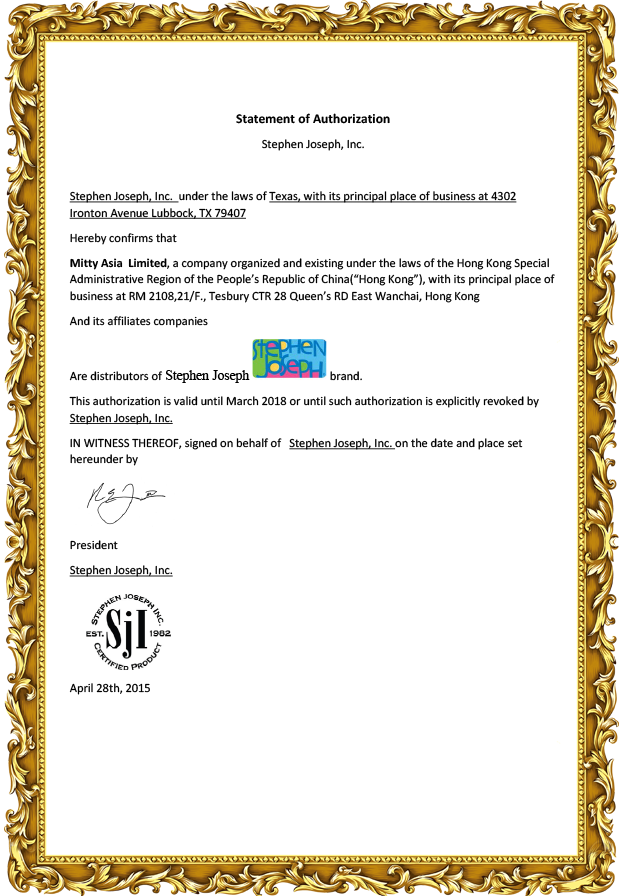 Statement of Authorization
Stephen Joseph, Inc.
Stephen Joseph, Inc. under the laws of Texas, with its principal place of business at 4302
Ironton Avenue Lubbock, TX 79407
Hereby confirms that
Mitty Asia Limited, a company organized and existing under the laws of the Hong Kong Special
Administrative Region of the People's Republic of China("Hong Kong"), with its principal place of
business at RM 2108,21/F., Tesbury CTR 28 Queen's RD East Wanchai, Hong Kong
And its affiliates companies
STEPHEN
JOSEPH
Are distributors of Stephen Joseph brand.
This authorization is valid until March 2018 or until such authorization is explicitly revoked by
Stephen Joseph, Inc.
IN WITNESS THEREOF, signed on behalf of Stephen Joseph, Inc. on the date and place set
hereunder by
President
Stephen Joseph, Inc.
STEPHEN JOSEPH INC.
EST. SjI 1982
CERTIFIED PRODUCT
April 28th, 2015